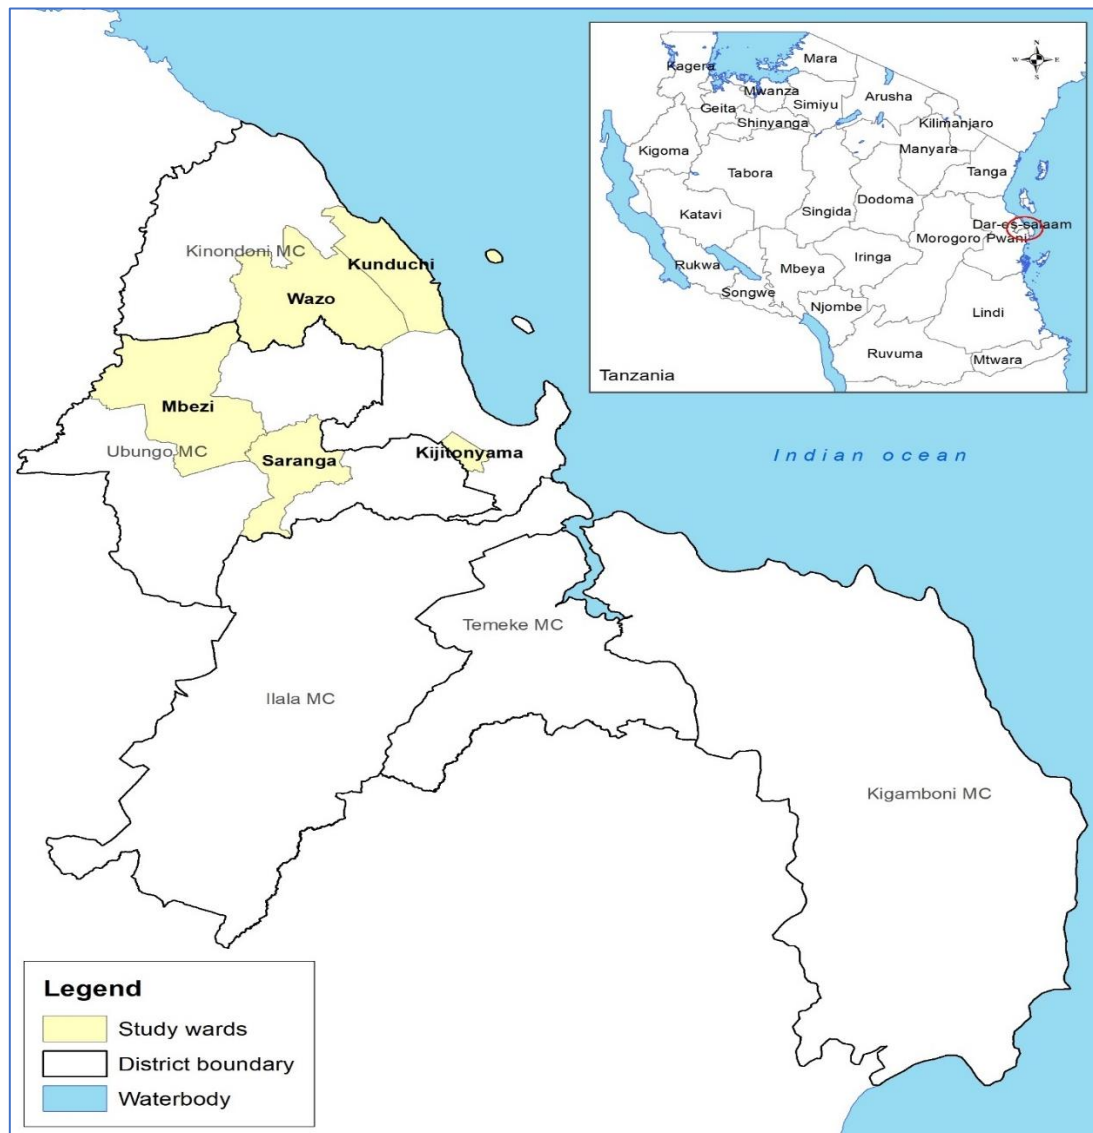 N
W E
S
Kagera
Mara
Mwanza
Arusha
Geita
Simiyu
Shinyanga
Kilimanjaro
Kigoma
Manyara
Tabora
Tanga
Dodoma
Katavi
Singida
Dar-es-salaam
Morogoro
Pwani
Rukwa
Mbeya
Iringa
Songwe
Njombe
Lindi
Ruvuma
Mtwara
Tanzania
Kinondoni MC
Kunduchi
Wazo
Mbezi
Ubungo MC
Saranga
Kijitonyama
Indian ocean
Temeke MC
Ilala MC
Kigamboni MC
Legend
Study wards
District boundary
Waterbody